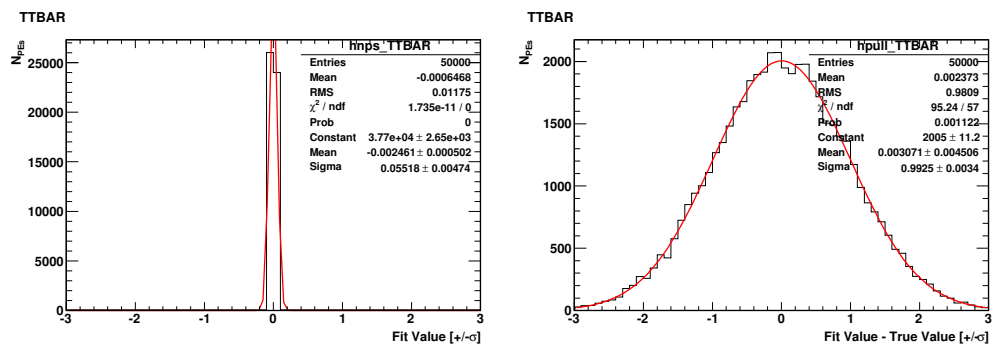 TTBAR
N_PEs
hnps_TTBAR
Entries 50000
Mean -0.0006468
RMS 0.01175
χ² / ndf 1.735e-11 / 0
Prob 0
Constant 3.77e+04 ± 2.65e+03
Mean -0.002461 ± 0.000502
Sigma 0.05518 ± 0.00474
25000
20000
15000
10000
5000
0
-3 -2 -1 0 1 2 3
Fit Value [+/-σ]
TTBAR
N_PEs
hpull_TTBAR
Entries 50000
Mean 0.002373
RMS 0.9809
χ² / ndf 95.24 / 57
Prob 0.001122
Constant 2005 ± 11.2
Mean 0.003071 ± 0.004506
Sigma 0.9925 ± 0.0034
2000
1500
1000
500
0
-3 -2 -1 0 1 2 3
Fit Value - True Value [+/-σ]